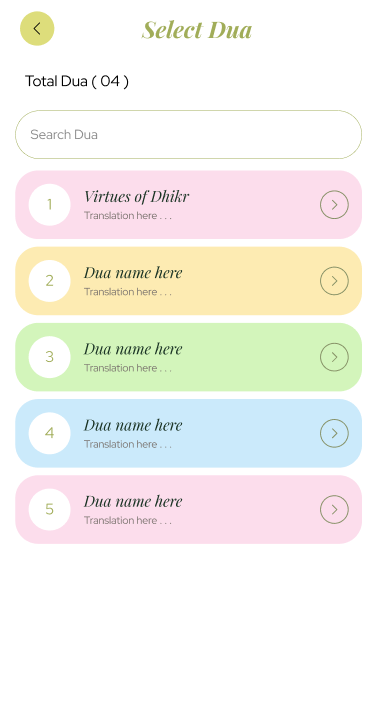 Select Dua
Total Dua ( 04 )
Search Dua
1
Virtues of Dhikr
Translation here . . .
2
Dua name here
Translation here . . .
3
Dua name here
Translation here . . .
4
Dua name here
Translation here . . .
5
Dua name here
Translation here . . .